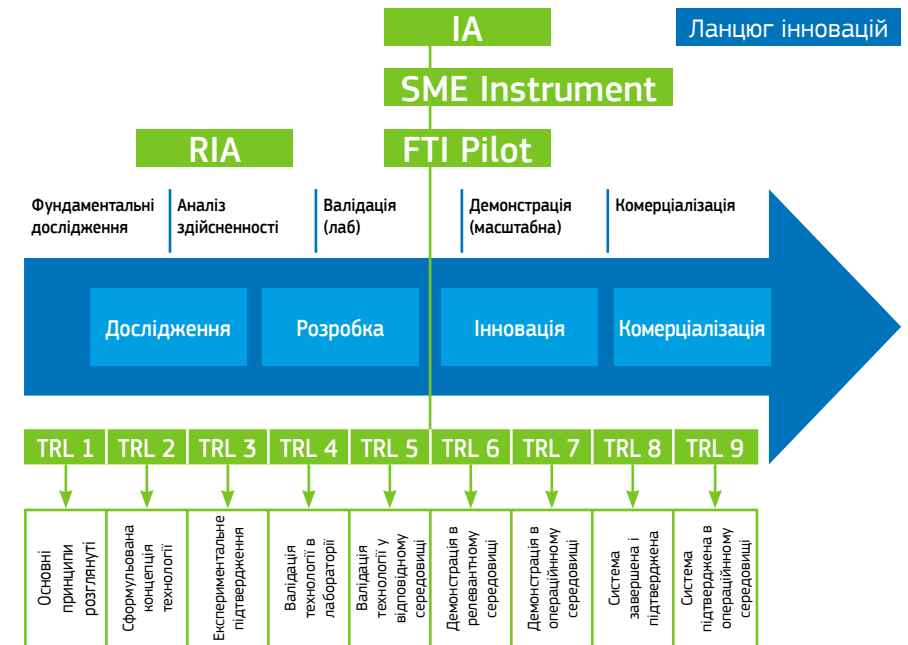 IA
Ланцюг інновацій
SME Instrument
RIA
FTI Pilot
Фундаментальні
дослідження
Аналіз
здійсненності
Валідація
(лаб)
Демонстрація
(масштабна)
Комерціалізація
Дослідження
Розробка
Інновація
Комерціалізація
TRL 1
TRL 2
TRL 3
TRL 4
TRL 5
TRL 6
TRL 7
TRL 8
TRL 9
Основні
принципи
розглянуті
Сформульована
концепція
технології
Експериментальне
підтвердження
Валідація
технології в
лабораторії
Валідація
технології у
відповідному
середовищі
Демонстрація в
релевантному
середовищі
Демонстрація в
операційному
середовищі
Система
завершена і
підтверджена
Система
підтверджена в
операційному
середовищі